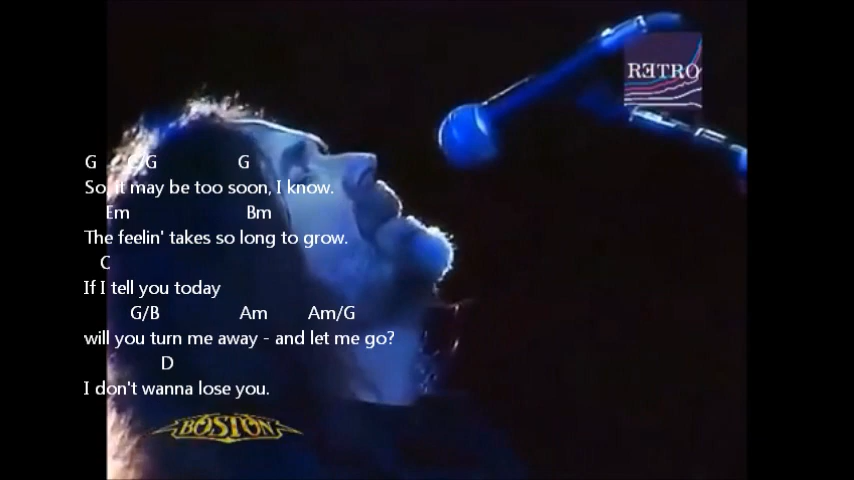 RETRO
G C/G G
So, it may be too soon, I know.
Em Bm
The feelin' takes so long to grow.
C
If I tell you today
G/B Am Am/G
will you turn me away - and let me go?
D
I don't wanna lose you.
BOSTON